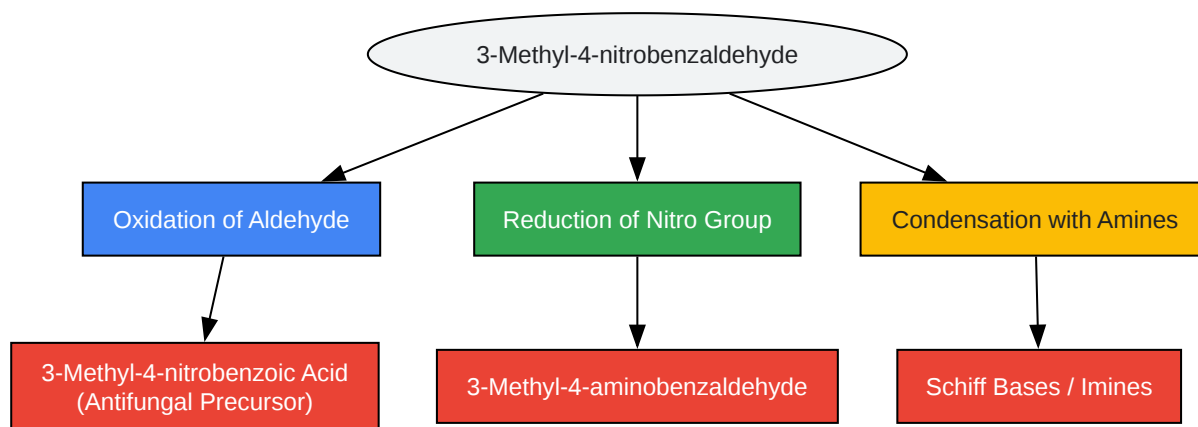 3-Methyl-4-nitrobenzaldehyde
Oxidation of Aldehyde
Reduction of Nitro Group
Condensation with Amines
3-Methyl-4-nitrobenzoic Acid
(Antifungal Precursor)
3-Methyl-4-aminobenzaldehyde
Schiff Bases / Imines